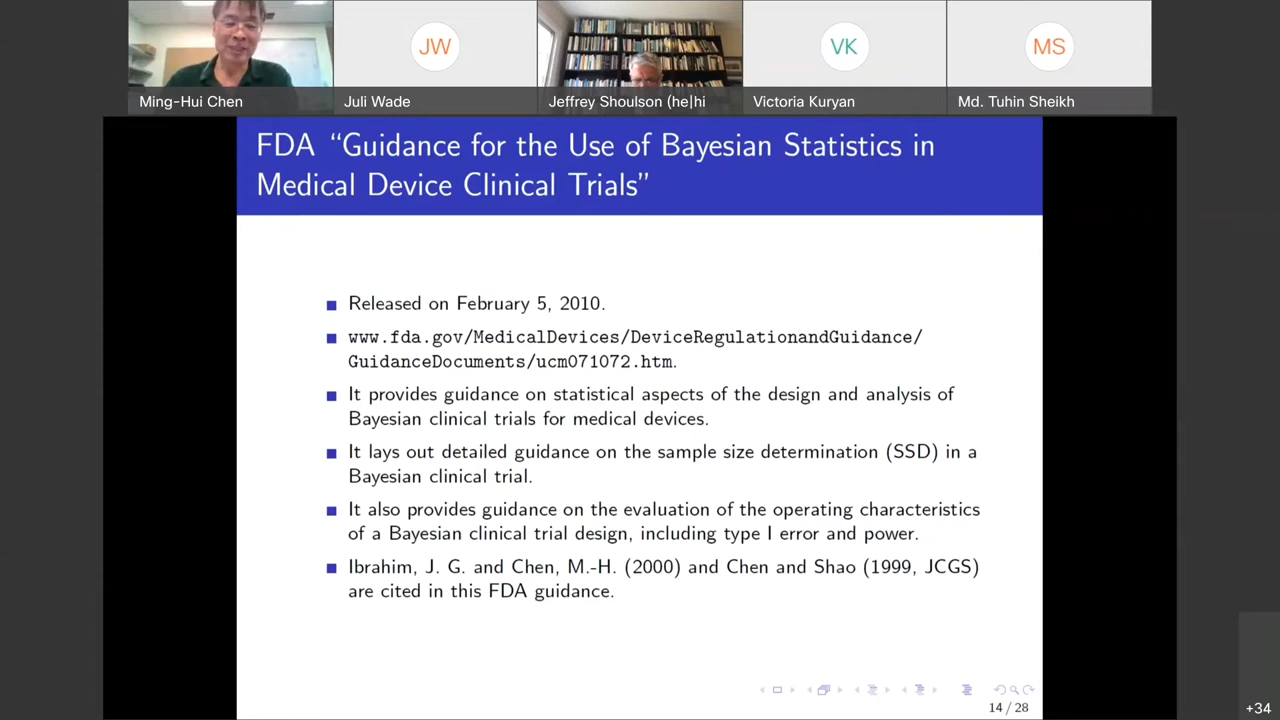 JW
VK
MS
Ming-Hui Chen
Juli Wade
Jeffrey Shoulson (he|hi
Victoria Kuryan
Md. Tuhin Sheikh
FDA “Guidance for the Use of Bayesian Statistics in
Medical Device Clinical Trials”
Released on February 5, 2010.
www.fda.gov/MedicalDevices/DeviceRegulationandGuidance/
GuidanceDocuments/ucm071072.htm.
It provides guidance on statistical aspects of the design and analysis of
Bayesian clinical trials for medical devices.
It lays out detailed guidance on the sample size determination (SSD) in a
Bayesian clinical trial.
It also provides guidance on the evaluation of the operating characteristics
of a Bayesian clinical trial design, including type I error and power.
Ibrahim, J. G. and Chen, M.-H. (2000) and Chen and Shao (1999, JCGS)
are cited in this FDA guidance.
14 / 28
+34